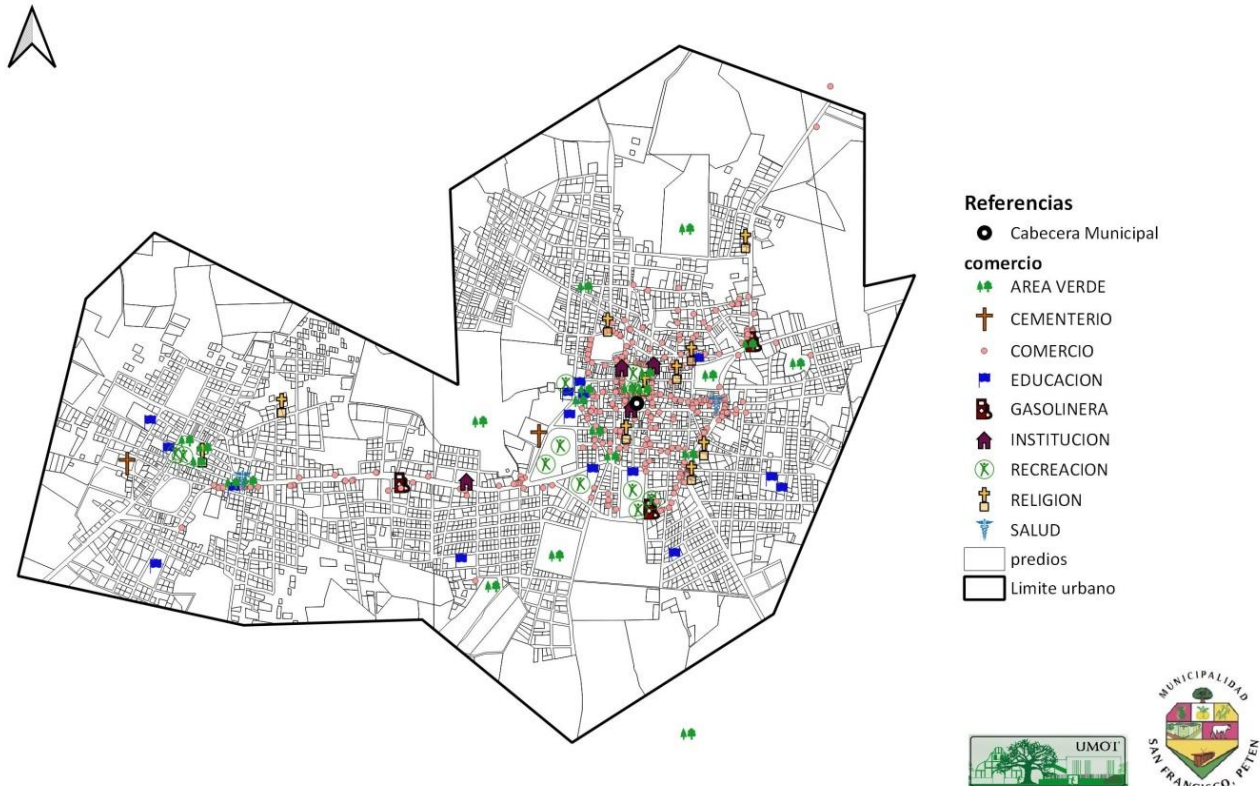 Referencias
Cabecera Municipal
comercio
AREA VERDE
CEMENTERIO
COMERCIO
EDUCACION
GASOLINERA
INSTITUCION
RECREACION
RELIGION
SALUD
predios
Limite urbano
UMOT
MUNICIPALIDAD
SAN FRANCISCO, PETEN